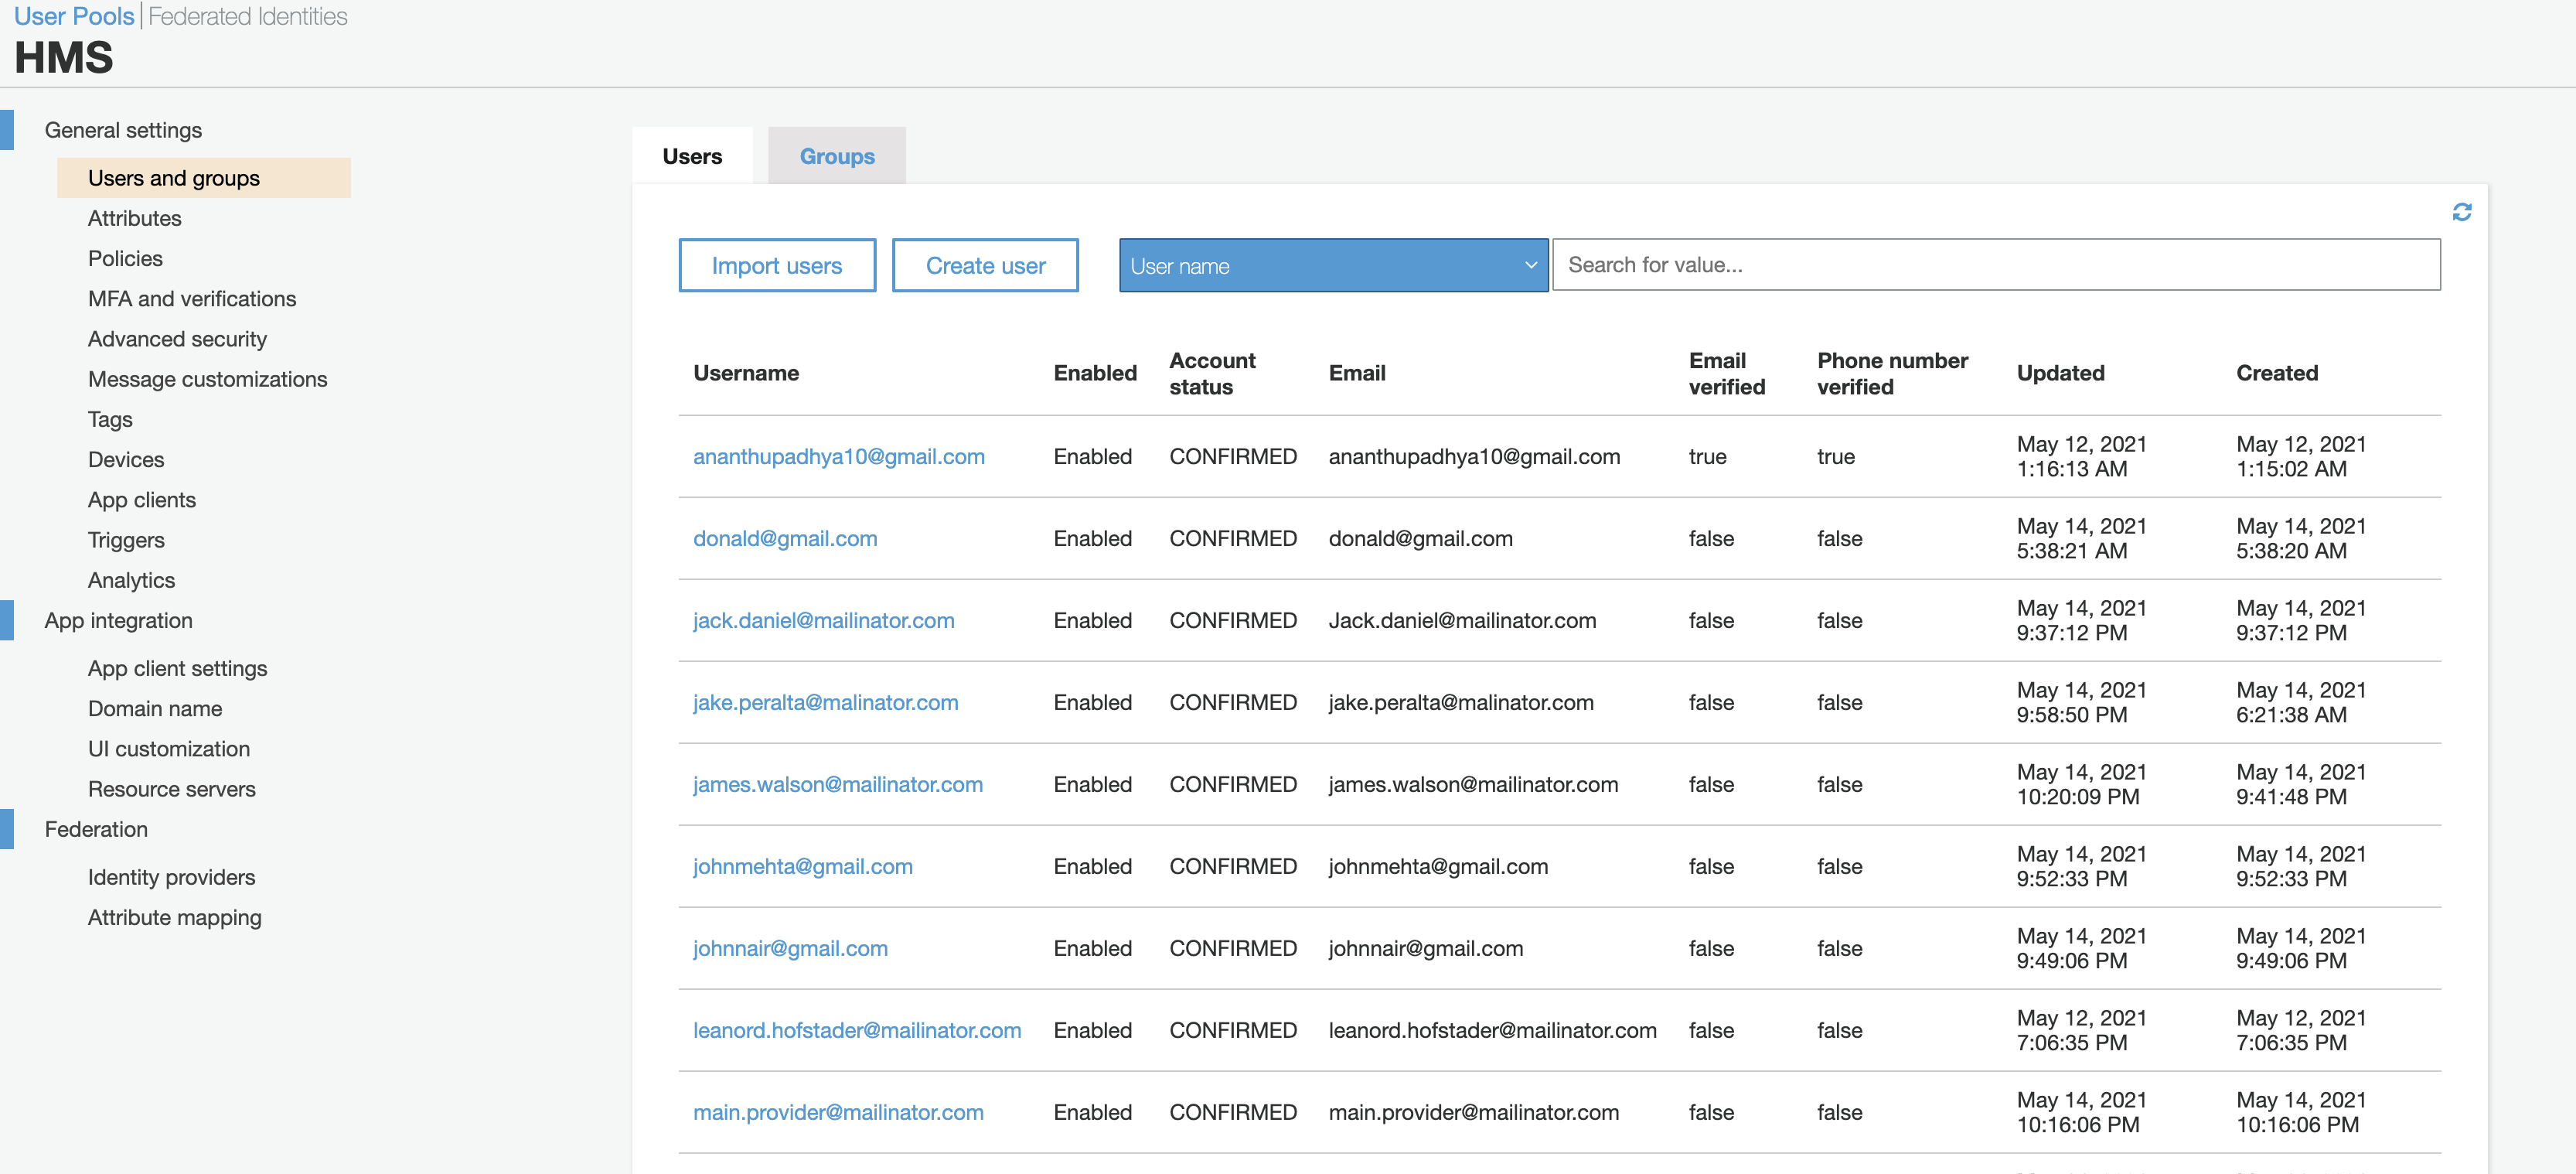 User Pools | Federated Identities
HMS
General settings
Users and groups
Attributes
Policies
MFA and verifications
Advanced security
Message customizations
Tags
Devices
App clients
Triggers
Analytics
App integration
App client settings
Domain name
UI customization
Resource servers
Federation
Identity providers
Attribute mapping
Users Groups
Import users Create user User name Search for value...
Username Enabled Account status Email Email verified Phone number verified Updated Created
ananthupadhya10@gmail.com Enabled CONFIRMED ananthupadhya10@gmail.com true true May 12, 2021 1:16:13 AM May 12, 2021 1:15:02 AM
donald@gmail.com Enabled CONFIRMED donald@gmail.com false false May 14, 2021 5:38:21 AM May 14, 2021 5:38:20 AM
jack.daniel@mailinator.com Enabled CONFIRMED Jack.daniel@mailinator.com false false May 14, 2021 9:37:12 PM May 14, 2021 9:37:12 PM
jake.peralta@malinator.com Enabled CONFIRMED jake.peralta@malinator.com false false May 14, 2021 9:58:50 PM May 14, 2021 6:21:38 AM
james.walson@mailinator.com Enabled CONFIRMED james.walson@mailinator.com false false May 14, 2021 10:20:09 PM May 14, 2021 9:41:48 PM
johnmehta@gmail.com Enabled CONFIRMED johnmehta@gmail.com false false May 14, 2021 9:52:33 PM May 14, 2021 9:52:33 PM
johnnair@gmail.com Enabled CONFIRMED johnnair@gmail.com false false May 14, 2021 9:49:06 PM May 14, 2021 9:49:06 PM
leanord.hofstader@mailinator.com Enabled CONFIRMED leanord.hofstader@mailinator.com false false May 12, 2021 7:06:35 PM May 12, 2021 7:06:35 PM
main.provider@mailinator.com Enabled CONFIRMED main.provider@mailinator.com false false May 14, 2021 10:16:06 PM May 14, 2021 10:16:06 PM